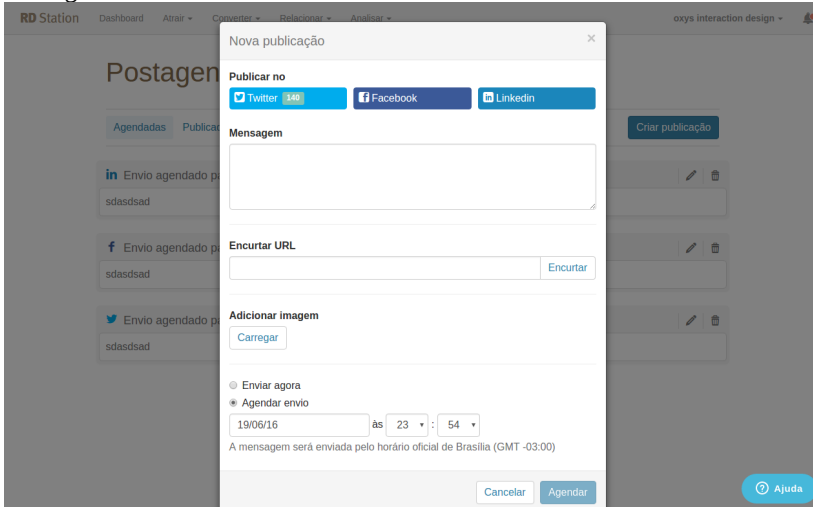 RD Station Dashboard Atrair Converter Relacionar Analisar oxys interaction design
Postagen
Agendadas Publicar Criar publicação
Nova publicação ×
Publicar no
Twitter 140 Facebook Linkedin
Mensagem
in Envio agendado pa
sdasdsad
f Envio agendado pa
sdasdsad
Envio agendado pa
sdasdsad
Encurtar URL
Encurtar
Adicionar imagem
Carregar
Enviar agora
Agendar envio
19/06/16 às 23 : 54
A mensagem será enviada pelo horário oficial de Brasília (GMT -03:00)
Cancelar Agendar
? Ajuda